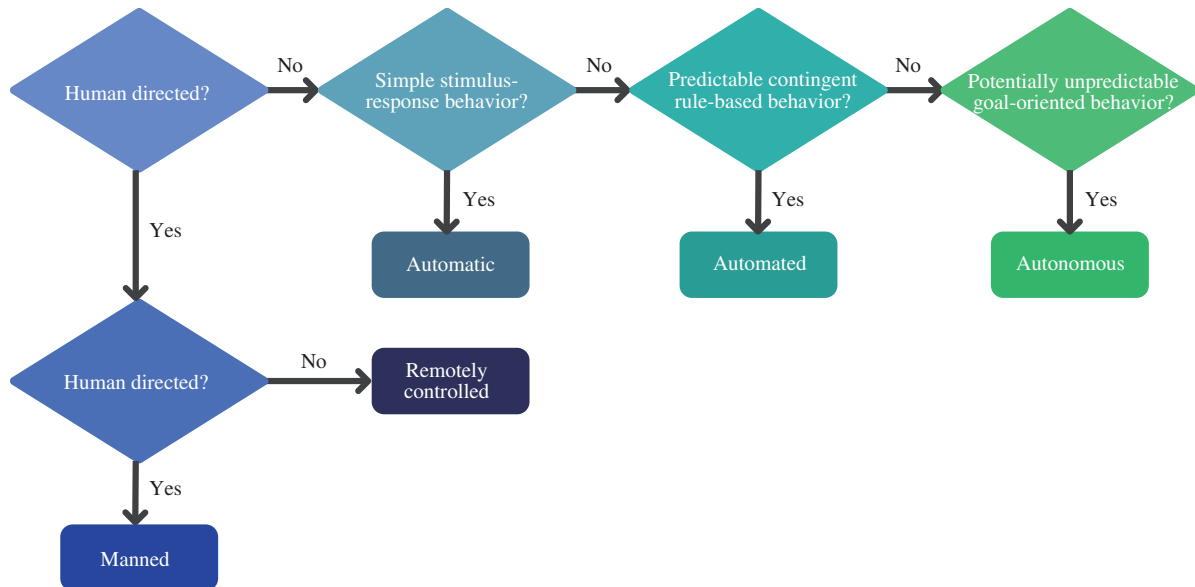 Human directed?
No
Simple stimulus-
response behavior?
No
Predictable contingent
rule-based behavior?
No
Potentially unpredictable
goal-oriented behavior?
Yes
Yes
Yes
Yes
Automatic
Automated
Autonomous
Human directed?
No
Remotely
controlled
Yes
Manned